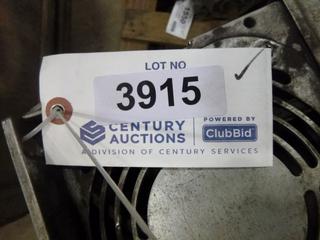 LOT NO
3915
CENTURY
AUCTIONS
POWERED BY
ClubBid
A DIVISION OF CENTURY SERVICES